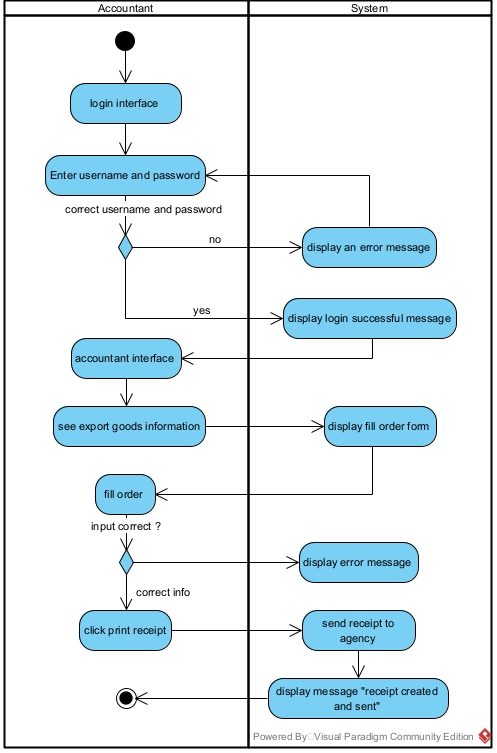 Accountant
System
login interface
Enter username and password
correct username and password
no
display an error message
yes
display login successful message
accountant interface
see export goods information
display fill order form
fill order
input correct ?
display error message
correct info
click print receipt
send receipt to
agency
display message "receipt created
and sent"
Powered By Visual Paradigm Community Edition